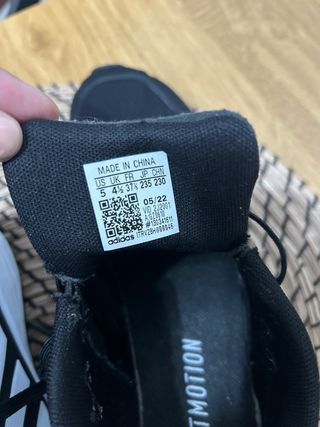 MADE IN CHINA
US UK FR JP CHN
5 4½ 37⅓ 235 230
05/22
#130341611
adidas
TMOTION